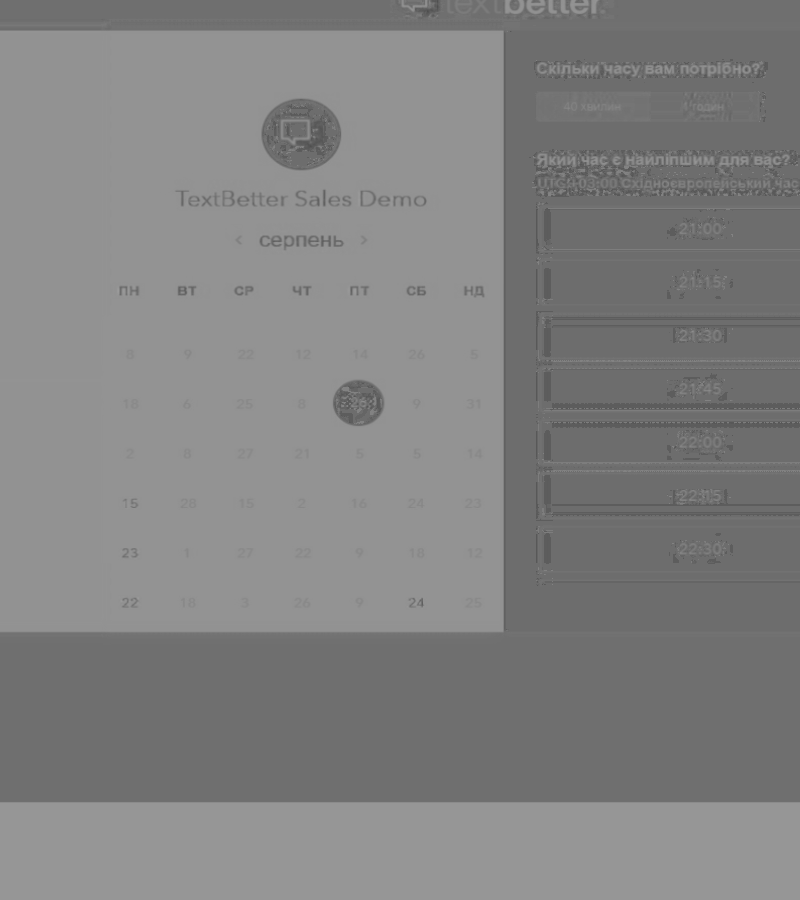 textbetter
TextBetter Sales Demo
< серпень >
ПН ВТ СР ЧТ ПТ СБ НД
8 9 22 12 14 26 5
18 6 25 8 26 9 31
2 8 27 21 5 5 14
15 28 15 2 16 24 23
23 1 27 22 9 18 12
22 18 3 26 9 24 25
Скільки часу вам потрібно?
40 хвилин 1 годин
Який час є найліпшим для вас?
UTC+03:00 Східноєвропейський час
21:00
21:15
21:30
21:45
22:00
22:15
22:30